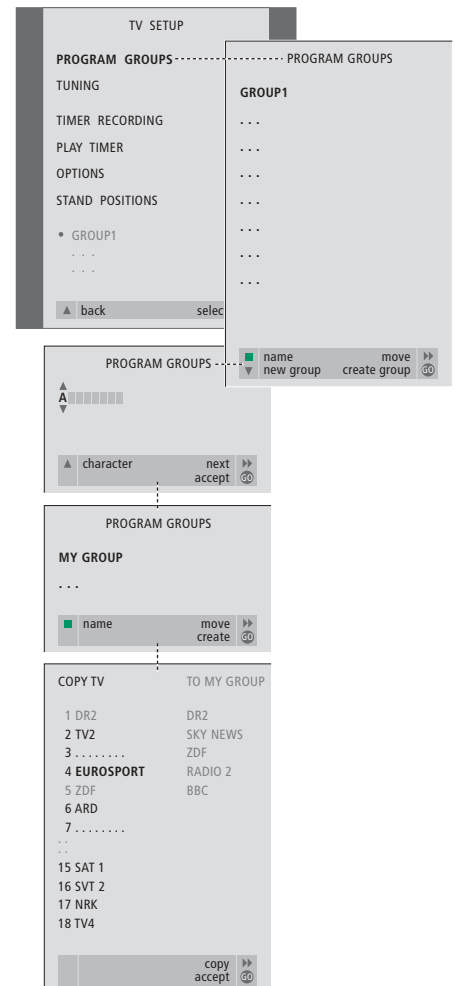 TV SETUP
PROGRAM GROUPS
TUNING
TIMER RECORDING
PLAY TIMER
OPTIONS
STAND POSITIONS
• GROUP1
. . .
. . .
▲ back selec
PROGRAM GROUPS
GROUP1
. . .
. . .
. . .
. . .
. . .
. . .
. . .
name move
new group create group GO
PROGRAM GROUPS
A
character next
accept GO
PROGRAM GROUPS
MY GROUP
. . .
name move
create GO
COPY TV TO MY GROUP
1 DR2 DR2
2 TV2 SKY NEWS
3 . . . . . . . . ZDF
4 EUROSPORT RADIO 2
5 ZDF BBC
6 ARD
7 . . . . . . . .
: :
15 SAT 1
16 SVT 2
17 NRK
18 TV4
copy
accept GO